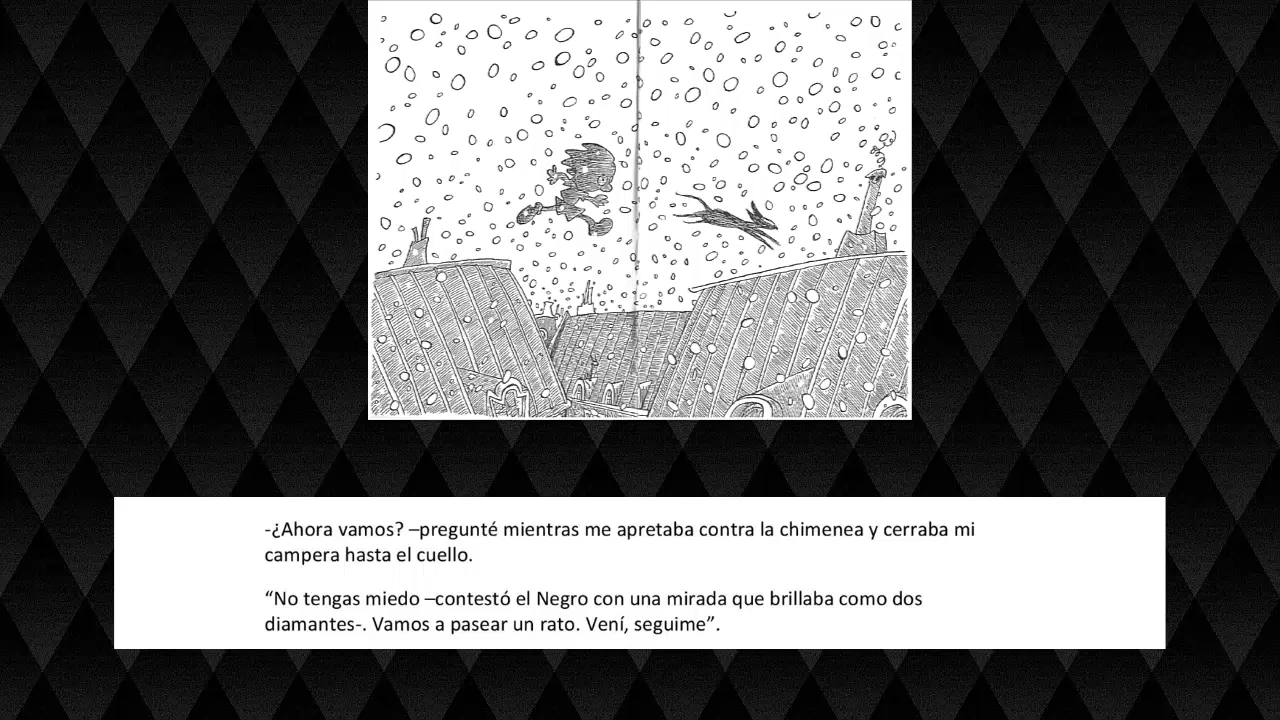 -¿Ahora vamos? –pregunté mientras me apretaba contra la chimenea y cerraba mi
campera hasta el cuello.
“No tengas miedo –contestó el Negro con una mirada que brillaba como dos
diamantes-. Vamos a pasear un rato. Vení, seguime”.